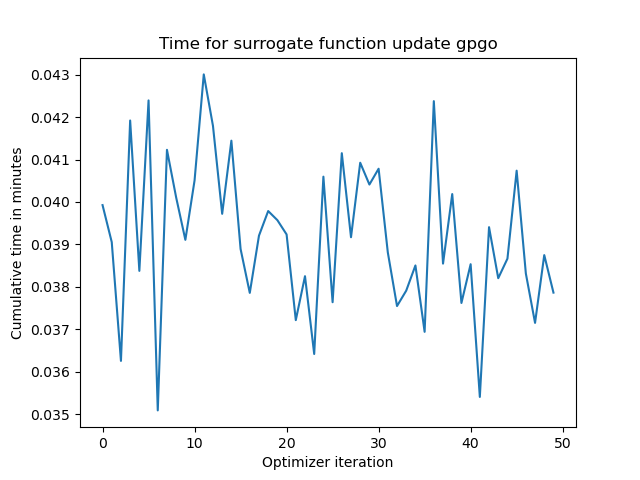 Time for surrogate function update gpgo
Cumulative time in minutes
0.043
0.042
0.041
0.040
0.039
0.038
0.037
0.036
0.035
0 10 20 30 40 50
Optimizer iteration